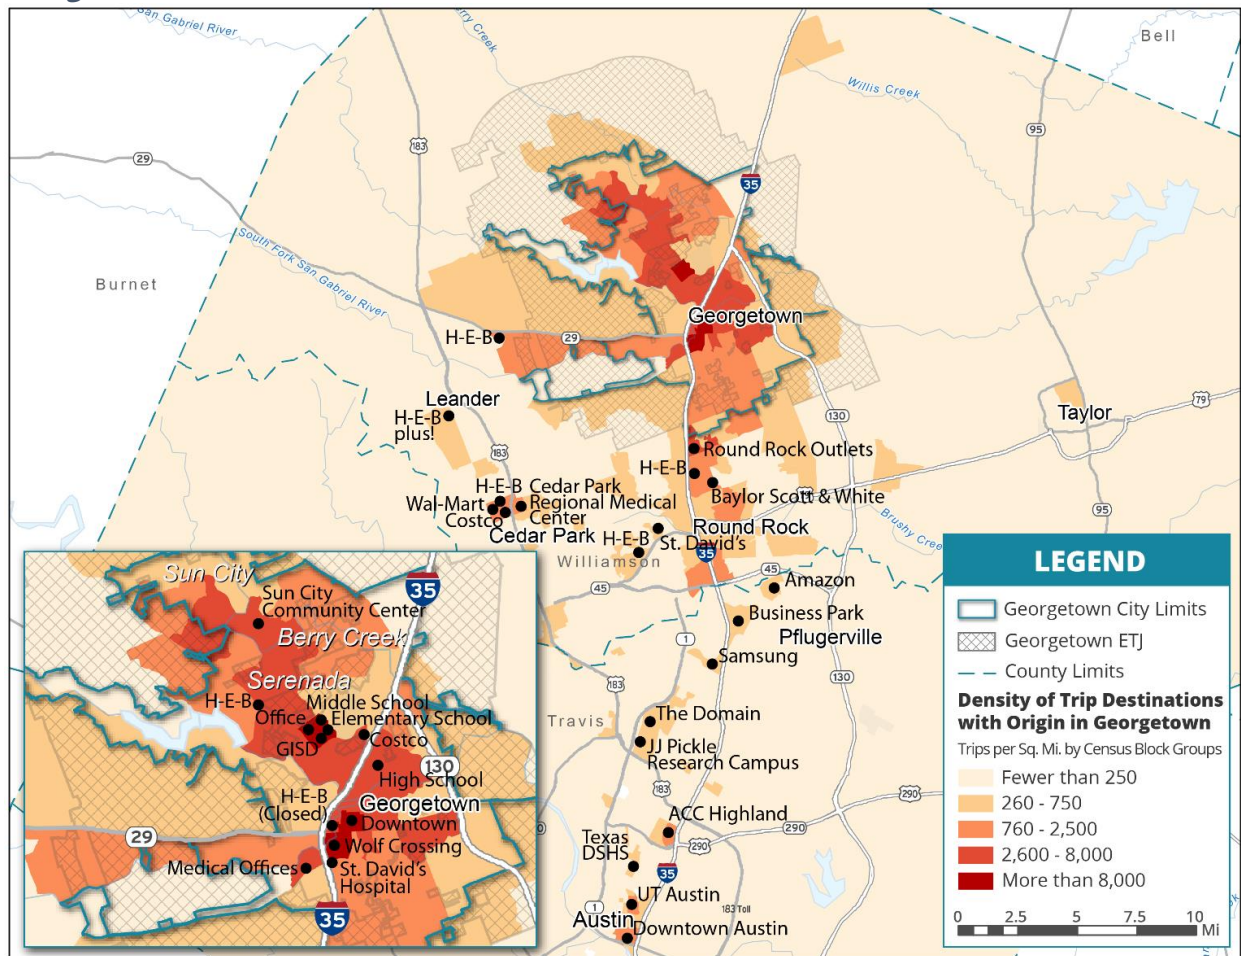 San Gabriel River
Berry Creek
Bell
Willis Creek
183
29
95
35
South Fork San Gabriel River
Burnet
Georgetown
H-E-B
29
Leander
H-E-B
plus!
130
Taylor
79
183
Round Rock Outlets
H-E-B
Baylor Scott & White
H-E-B
Cedar Park
Regional Medical
Center
Wal-Mart
Costco
Cedar Park
95
Brushy Cree
Round Rock
H-E-B
St. David's
Williamson
35
45
45
Amazon
Business Park
Pflugerville
1
Samsung
130
183
Travis
The Domain
JJ Pickle
Research Campus
183
290
ACC Highland
290
290
Texas
DSHS
35
UT Austin
183 Toll
1
Austin
Downtown Austin
Sun City
Sun City
Community Center
35
Berry Creek
Serenada
H-E-B
Middle School
Office
Elementary School
GISD
Costco
130
High School
H-E-B
(Closed)
Georgetown
Downtown
29
Wolf Crossing
Medical Offices
St. David's
Hospital
35
LEGEND
Georgetown City Limits
Georgetown ETJ
County Limits
Density of Trip Destinations
with Origin in Georgetown
Trips per Sq. Mi. by Census Block Groups
Fewer than 250
260 - 750
760 - 2,500
2,600 - 8,000
More than 8,000
0 2.5 5 7.5 10
Mi